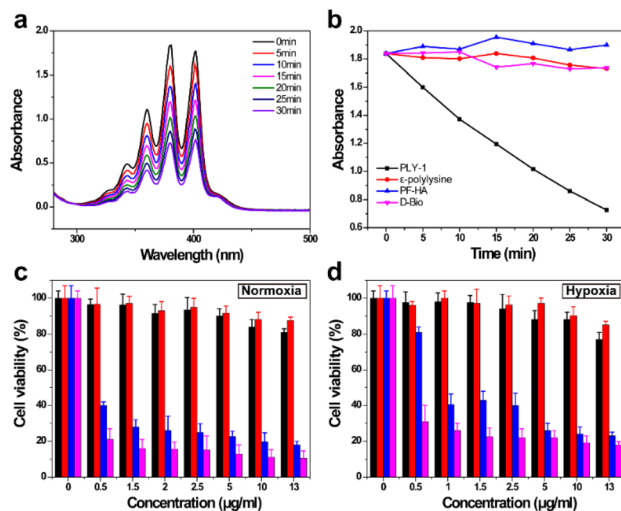 a
b
2.0
1.5
1.0
0.5
0.0
Absorbance
300
400
500
Wavelength (nm)
0min
5min
10min
15min
20min
25min
30min
2.0
1.8
1.6
1.4
1.2
1.0
0.8
0.6
Absorbance
PLY-1
ε-polylysine
PF-HA
D-Bio
0
5
10
15
20
25
30
Time (min)
c
d
Normoxia
100
80
60
40
20
0
Cell viability (%)
0
0.5
1.5
2
2.5
5
10
13
Concentration (μg/ml)
Hypoxia
100
80
60
40
20
0
Cell viability (%)
0
0.5
1
1.5
2.5
5
10
13
Concentration (μg/ml)